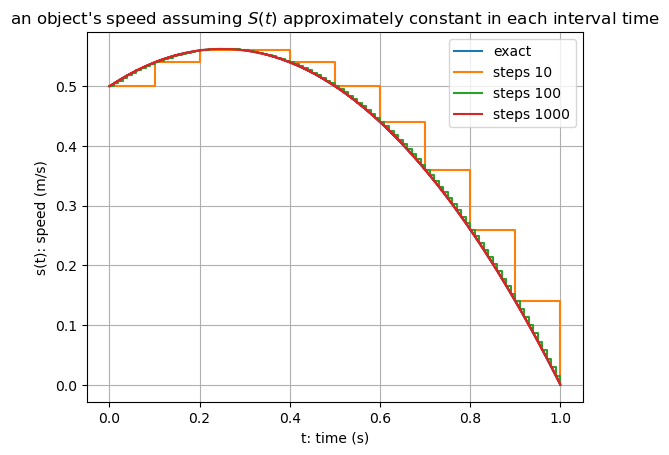 an object's speed assuming S(t) approximately constant in each interval time
exact
steps 10
steps 100
steps 1000
s(t): speed (m/s)
0.5
0.4
0.3
0.2
0.1
0.0
0.0 0.2 0.4 0.6 0.8 1.0
t: time (s)